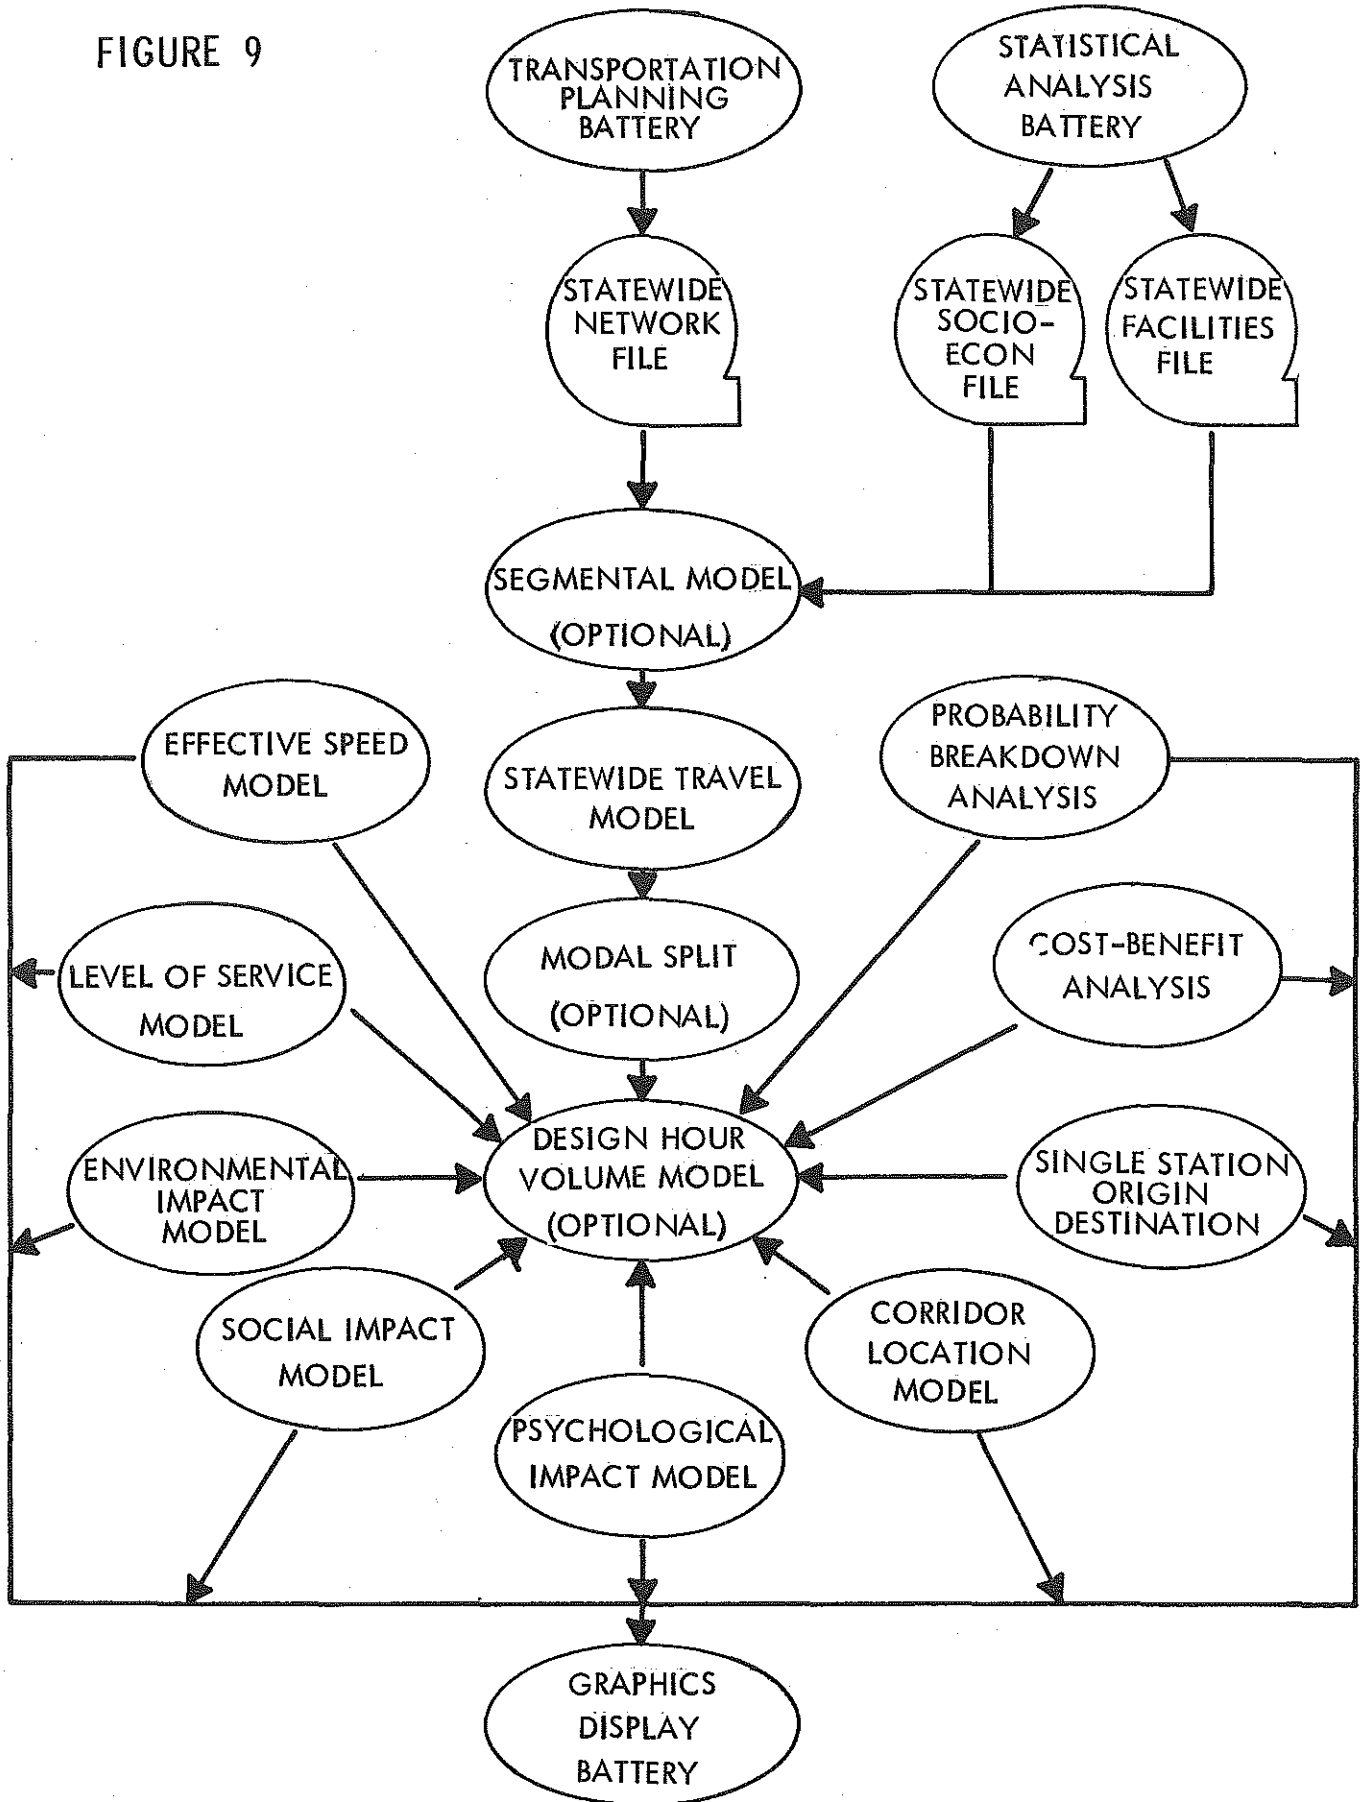 FIGURE 9
TRANSPORTATION
PLANNING
BATTERY
STATISTICAL
ANALYSIS
BATTERY
STATEWIDE
NETWORK
FILE
STATEWIDE
SOCIO-
ECON
FILE
STATEWIDE
FACILITIES
FILE
SEGMENTAL MODEL
(OPTIONAL)
EFFECTIVE SPEED
MODEL
STATEWIDE TRAVEL
MODEL
PROBABILITY
BREAKDOWN
ANALYSIS
LEVEL OF SERVICE
MODEL
MODAL SPLIT
(OPTIONAL)
COST-BENEFIT
ANALYSIS
ENVIRONMENTAL
IMPACT
MODEL
DESIGN HOUR
VOLUME MODEL
(OPTIONAL)
SINGLE STATION
ORIGIN
DESTINATION
SOCIAL IMPACT
MODEL
PSYCHOLOGICAL
IMPACT MODEL
CORRIDOR
LOCATION
MODEL
GRAPHICS
DISPLAY
BATTERY